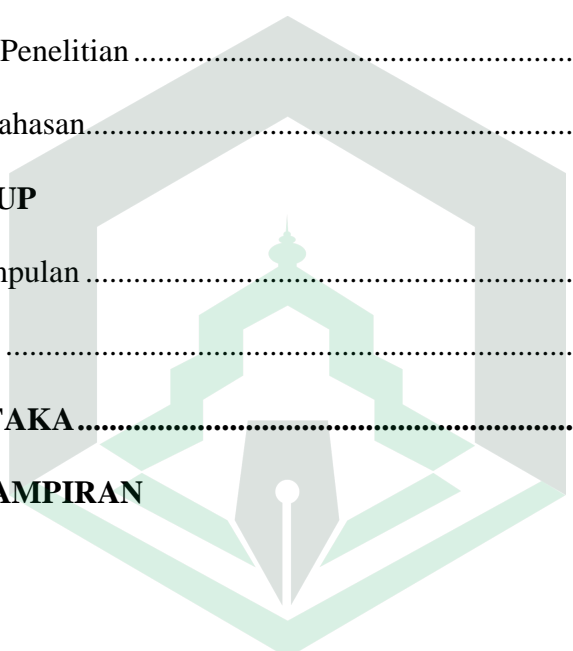 Penelitian ................................................................
ahasan................................................................
UP
npulan ................................................................
................................................................
TAKA................................................................
AMPIRAN